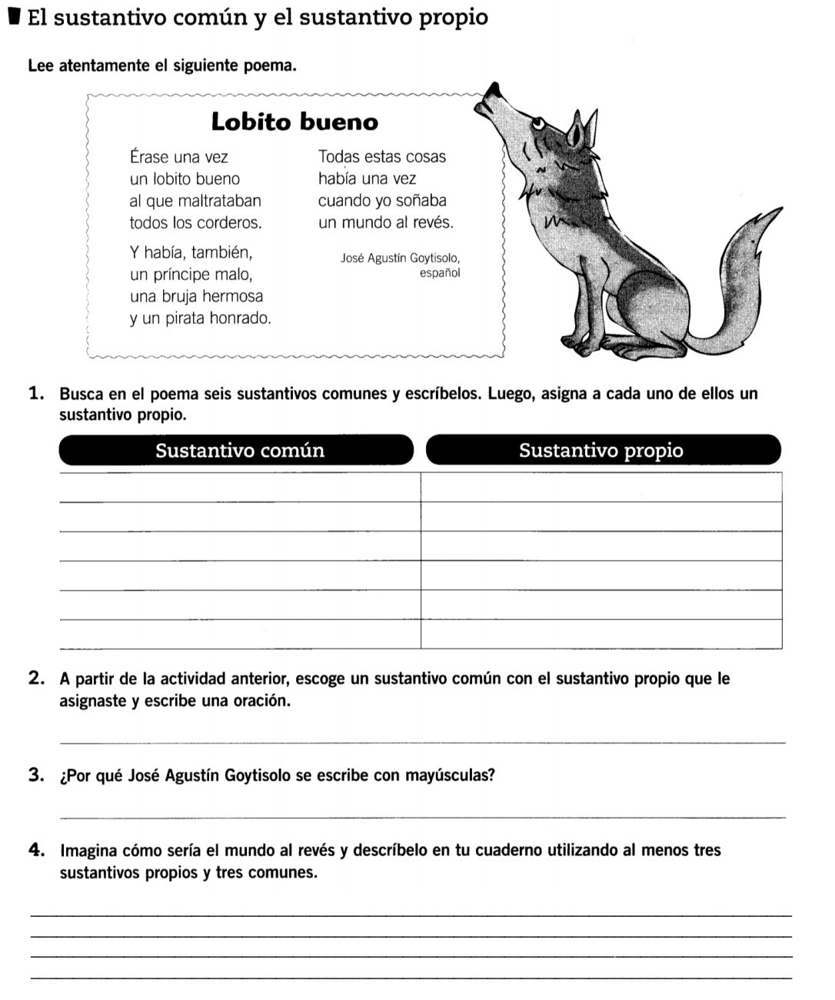 El sustantivo común y el sustantivo propio
Lee atentamente el siguiente poema.
Lobito bueno
Érase una vez
un lobito bueno
al que maltrataban
todos los corderos.
Y había, también,
un príncipe malo,
una bruja hermosa
y un pirata honrado.
Todas estas cosas
había una vez
cuando yo soñaba
un mundo al revés.
José Agustín Goytisolo,
español
1. Busca en el poema seis sustantivos comunes y escríbelos. Luego, asigna a cada uno de ellos un
sustantivo propio.
Sustantivo común
Sustantivo propio
2. A partir de la actividad anterior, escoge un sustantivo común con el sustantivo propio que le
asignaste y escribe una oración.
3. ¿Por qué José Agustín Goytisolo se escribe con mayúsculas?
4. Imagina cómo sería el mundo al revés y descríbelo en tu cuaderno utilizando al menos tres
sustantivos propios y tres comunes.